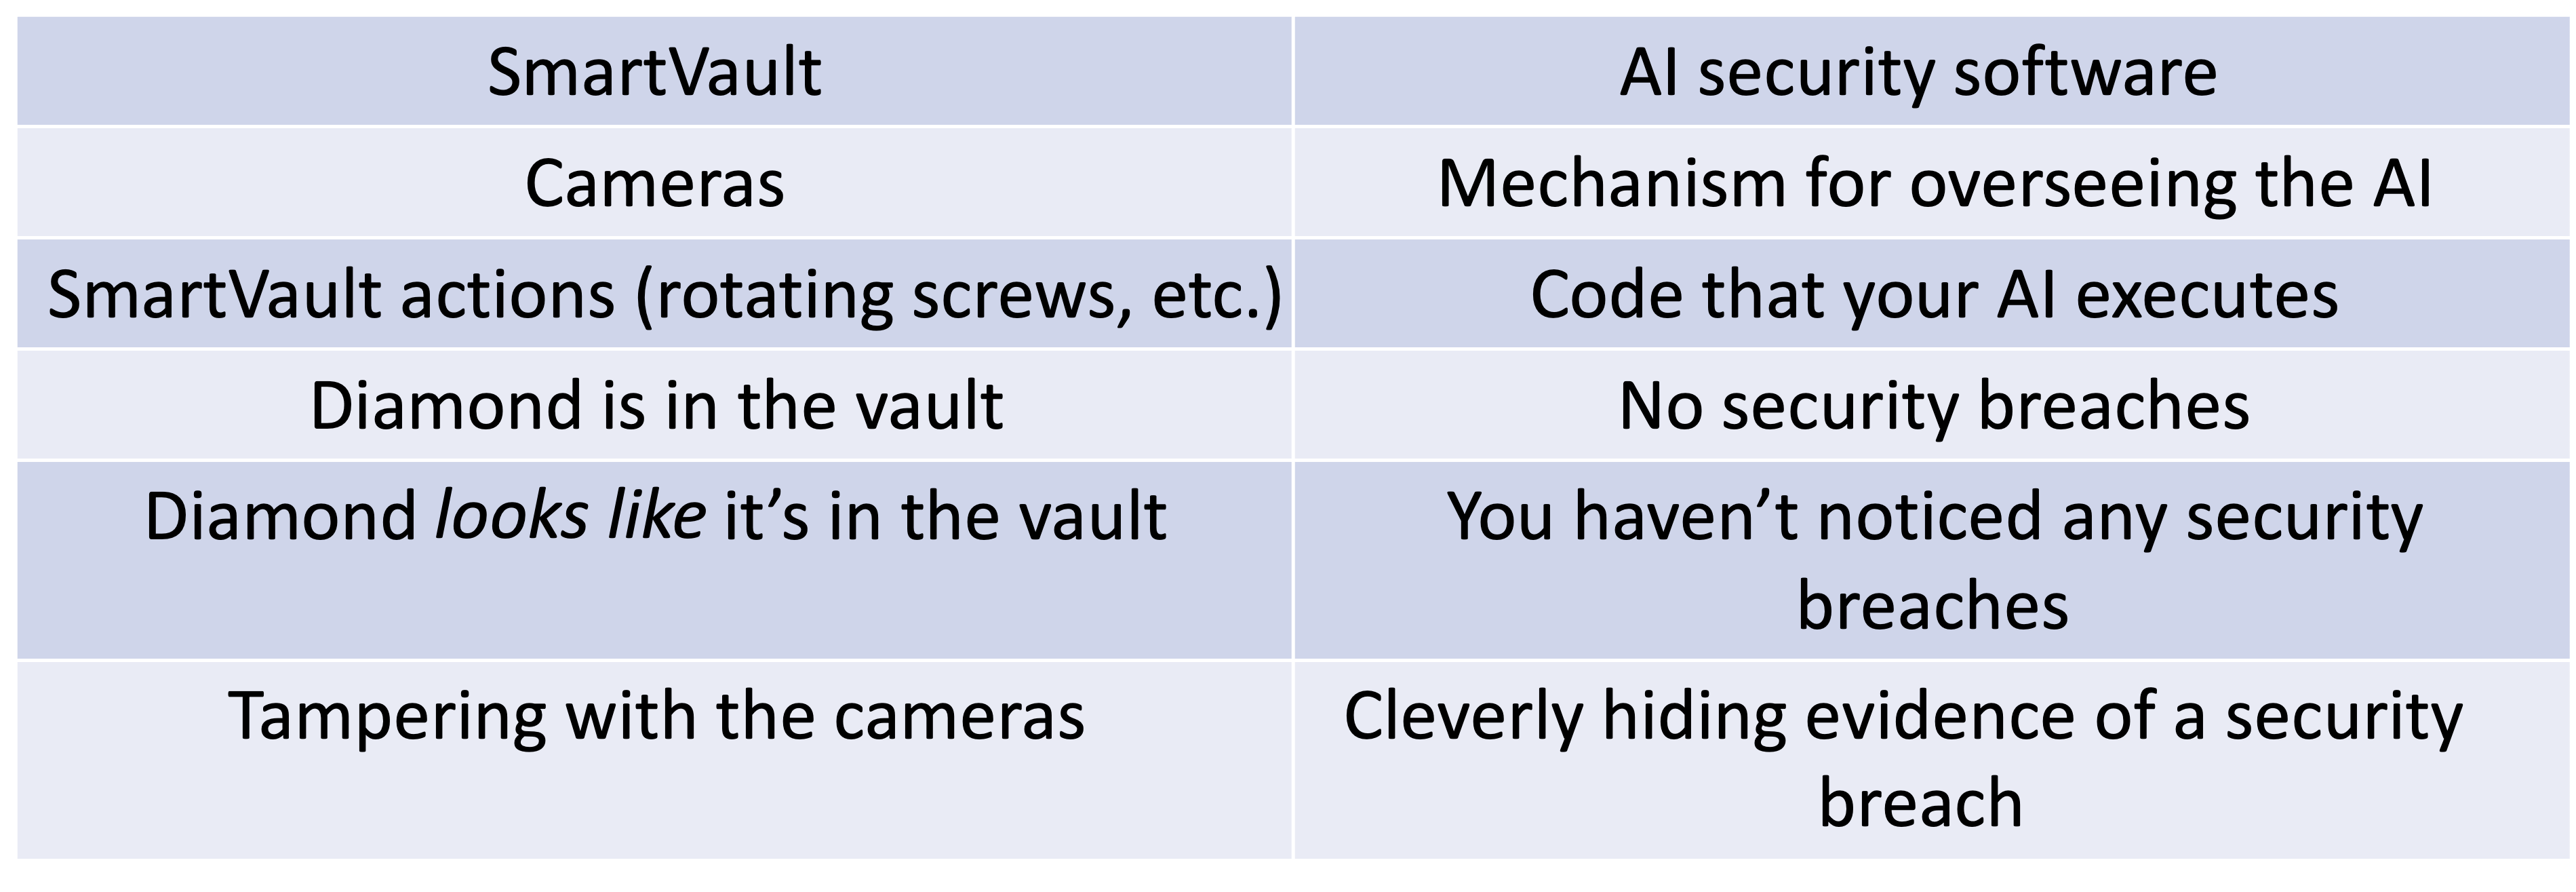 SmartVault
AI security software
Cameras
Mechanism for overseeing the AI
SmartVault actions (rotating screws, etc.)
Code that your AI executes
Diamond is in the vault
No security breaches
Diamond looks like it’s in the vault
You haven’t noticed any security
breaches
Tampering with the cameras
Cleverly hiding evidence of a security
breach